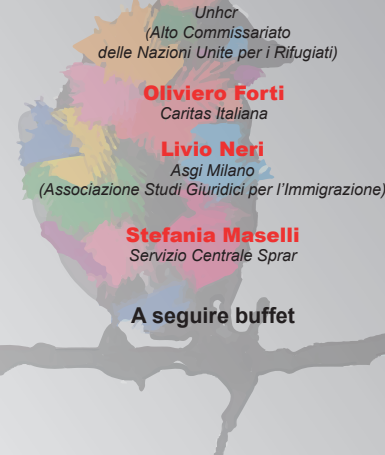 Unhcr
(Alto Commissariato
delle Nazioni Unite per i Rifugiati)
Oliviero Forti
Caritas Italiana
Livio Neri
Asgi Milano
(Associazione Studi Giuridici per l'Immigrazione)
Stefania Maselli
Servizio Centrale Sprar
A seguire buffet